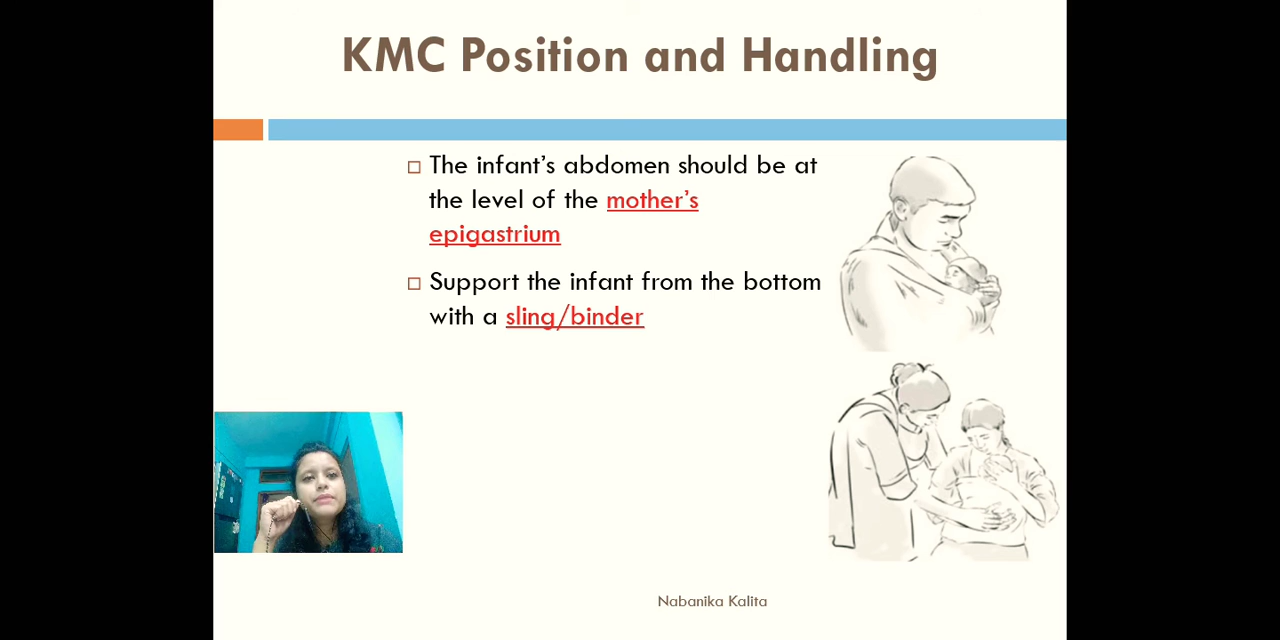 KMC Position and Handling
The infant’s abdomen should be at
the level of the mother’s
epigastrium
Support the infant from the bottom
with a sling/binder
Nabanika Kalita